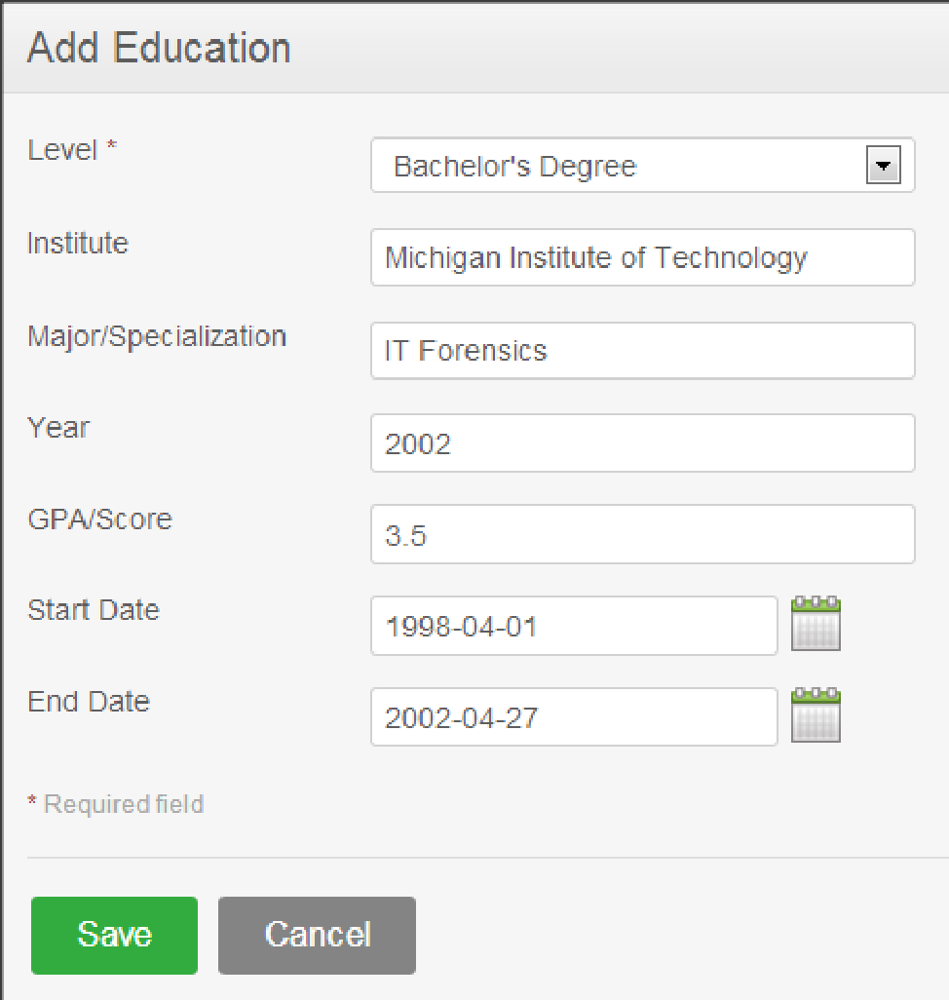 Add Education
Level *
Bachelor's Degree
Institute
Michigan Institute of Technology
Major/Specialization
IT Forensics
Year
2002
GPA/Score
3.5
Start Date
1998-04-01
End Date
2002-04-27
* Required field
Save
Cancel